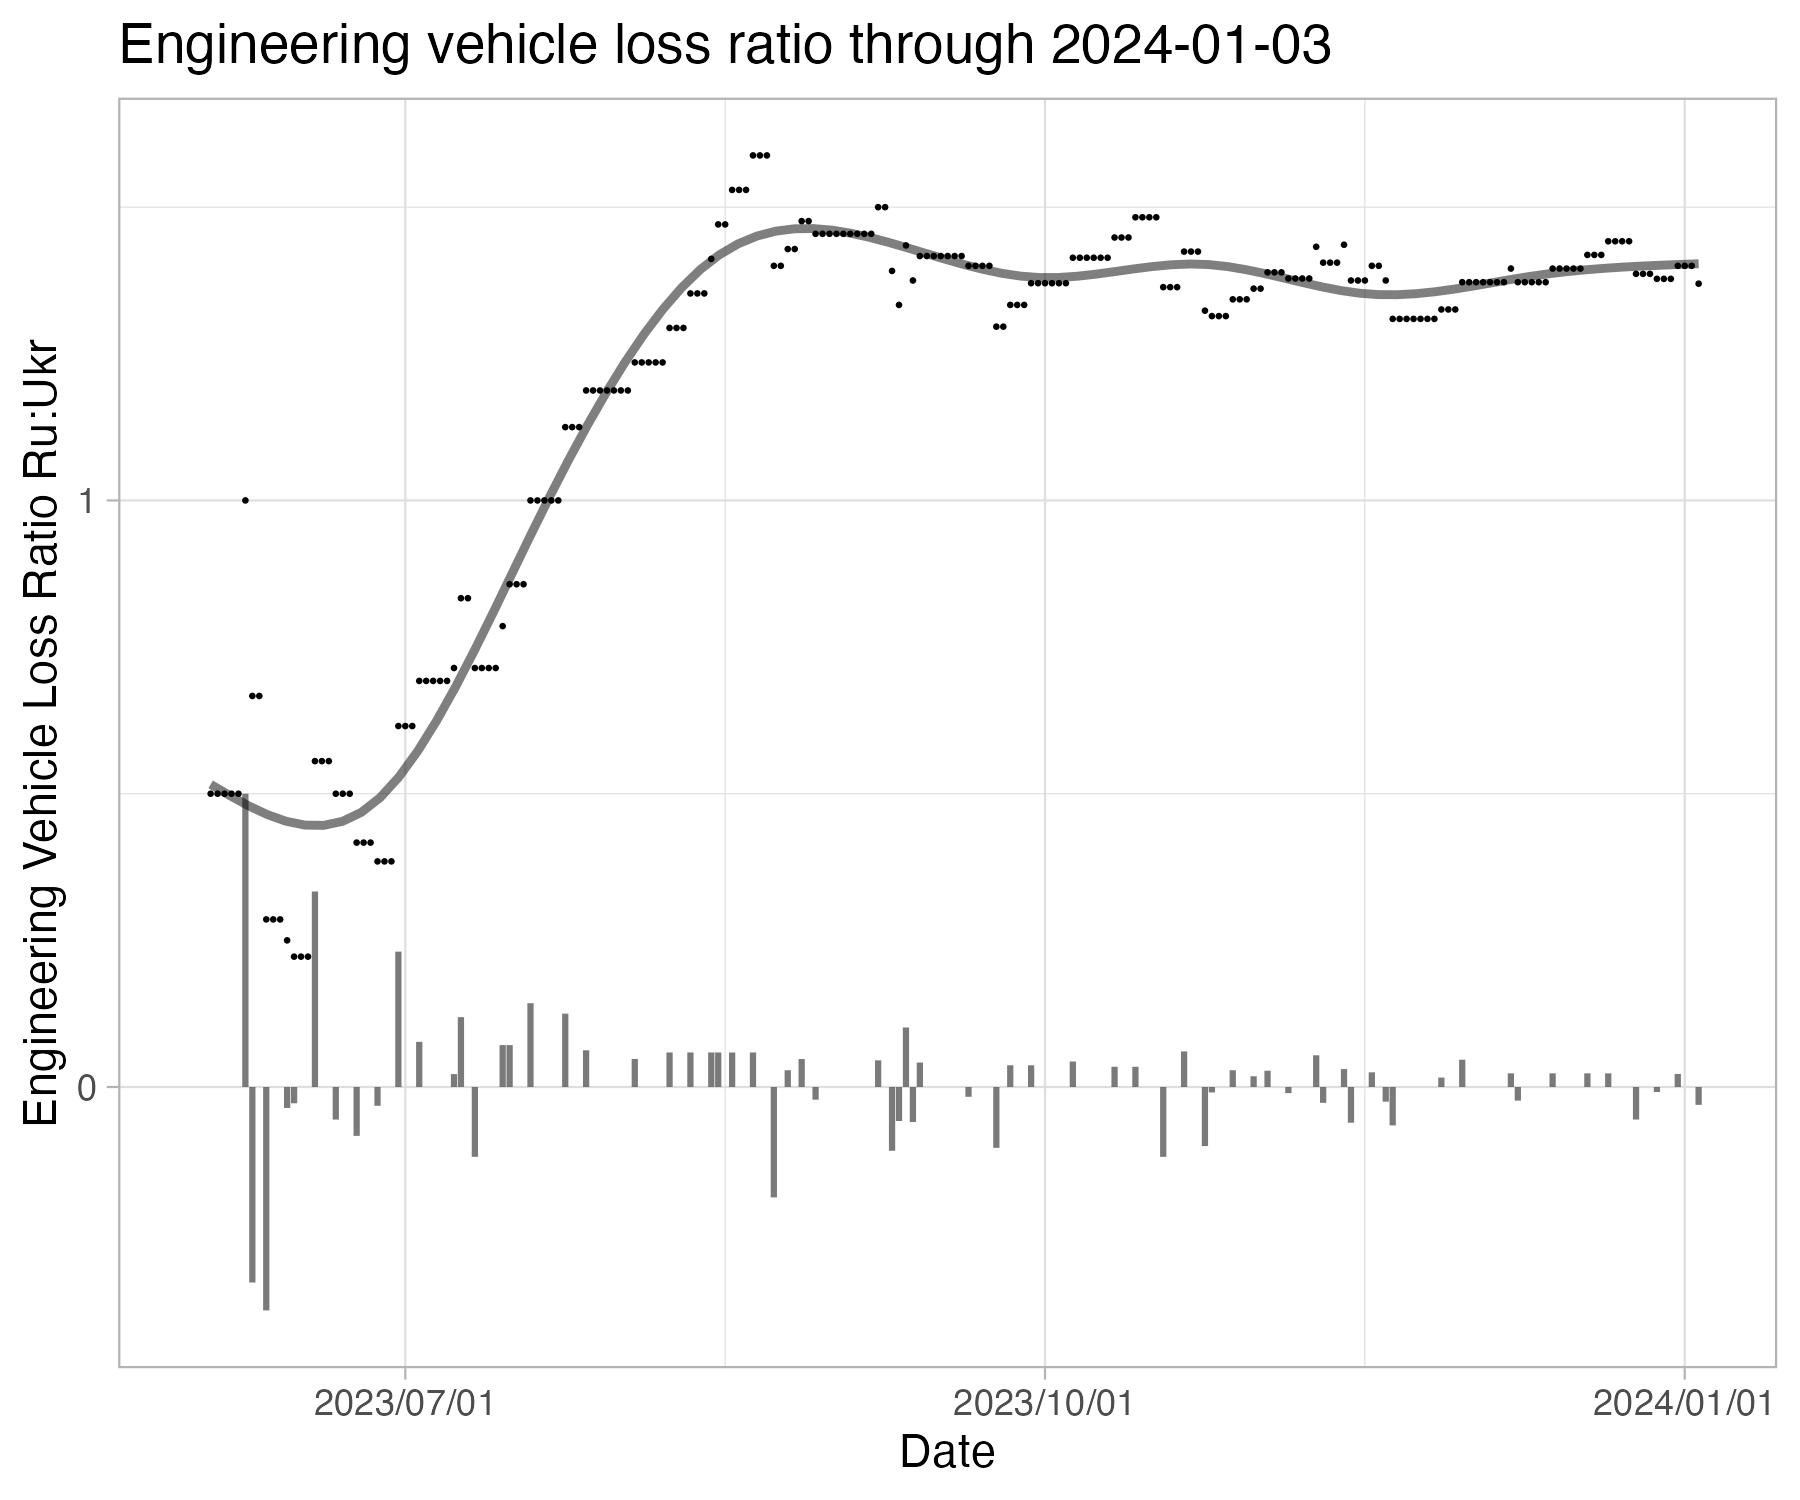 Engineering vehicle loss ratio through 2024-01-03
Engineering Vehicle Loss Ratio Ru:Ukr
1
0
2023/07/01
2023/10/01
2024/01/01
Date